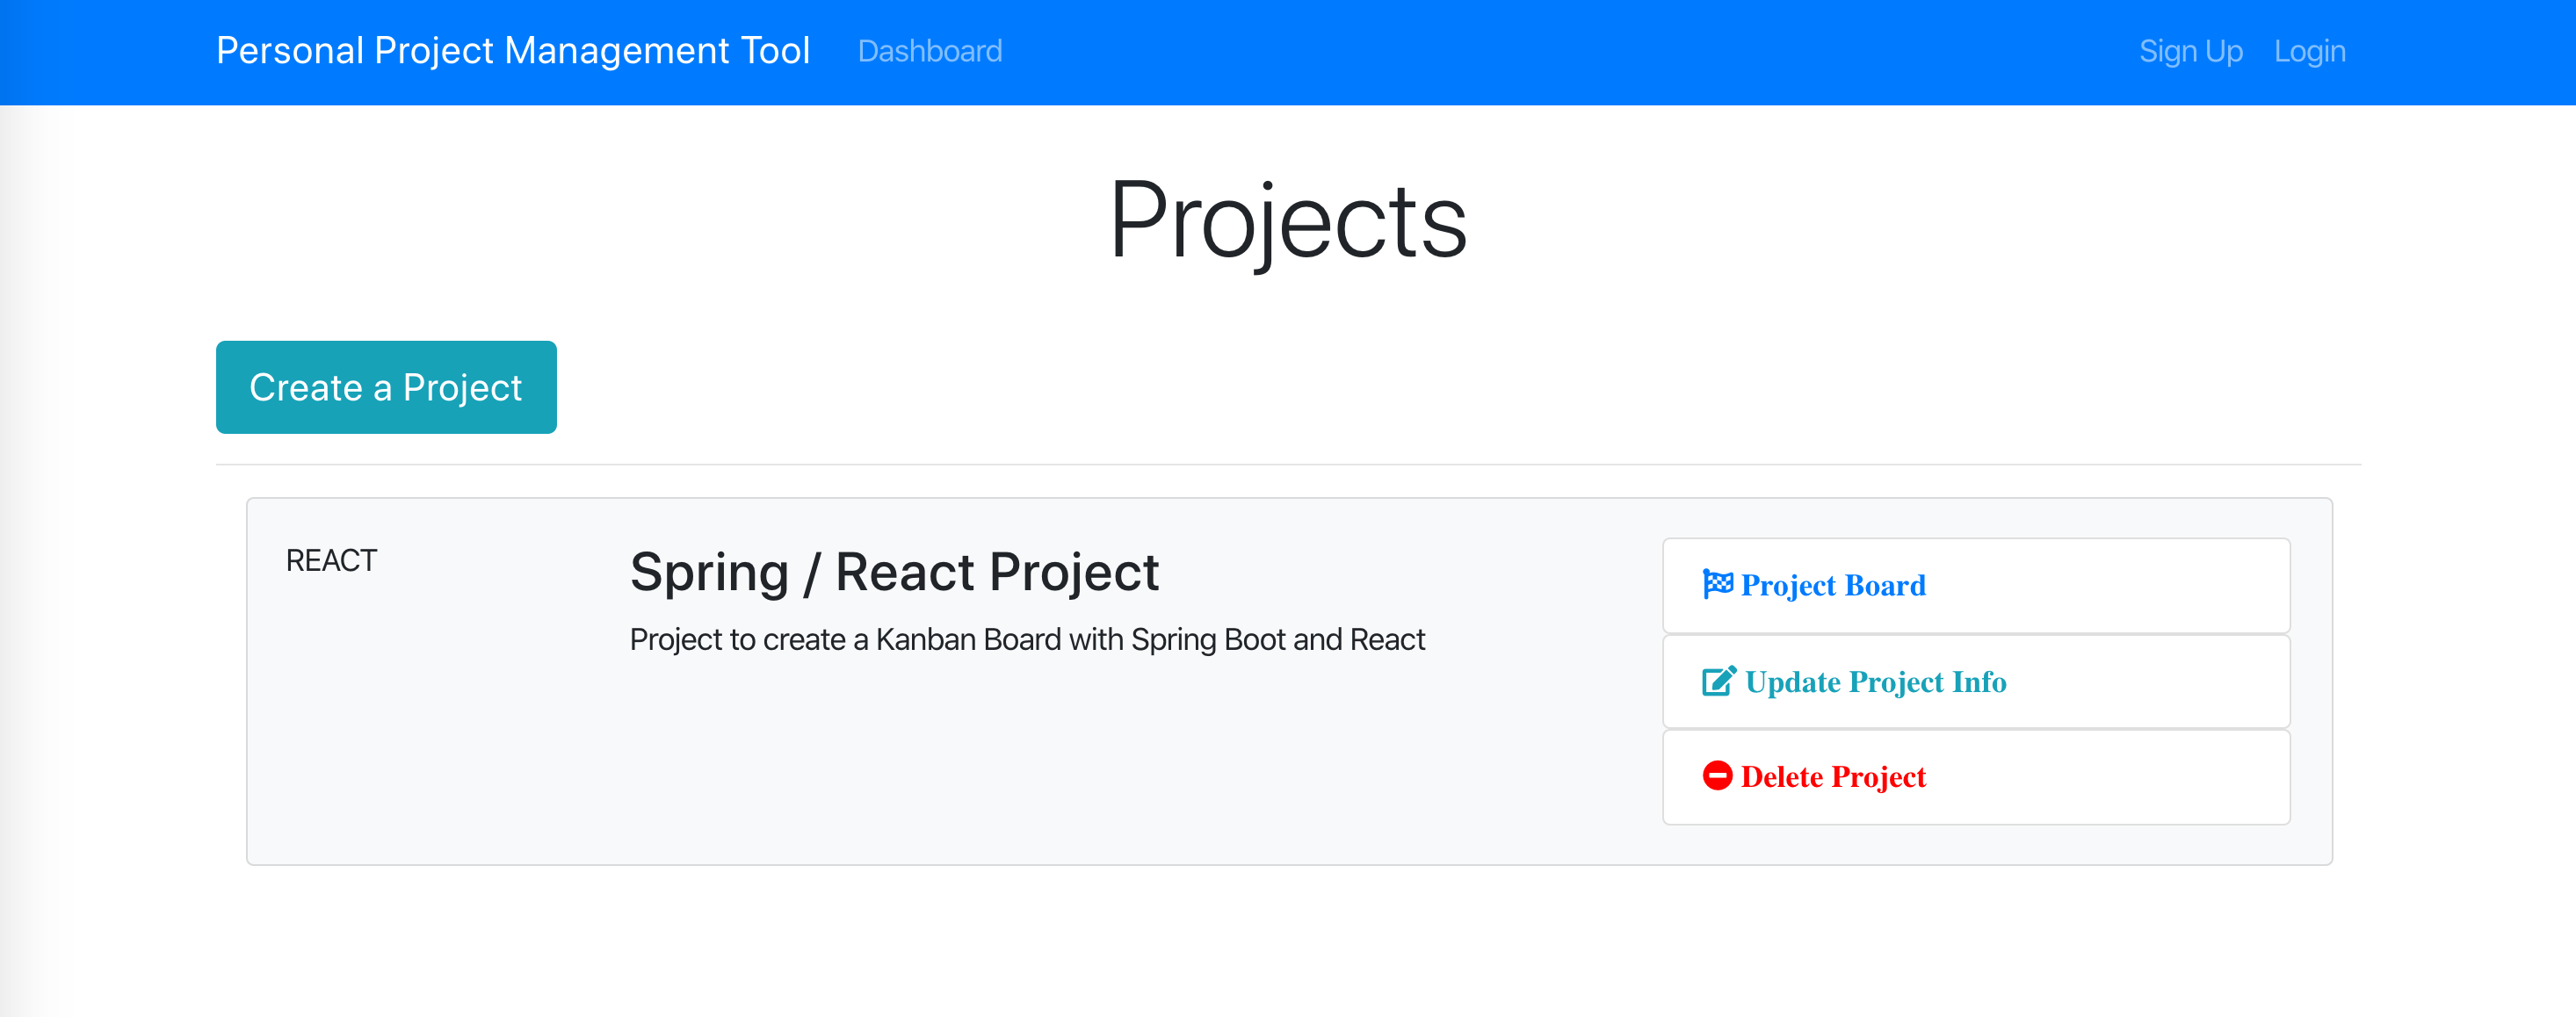 Personal Project Management Tool Dashboard Sign Up Login
Projects
Create a Project
REACT
Spring / React Project
Project to create a Kanban Board with Spring Boot and React
Project Board
Update Project Info
Delete Project